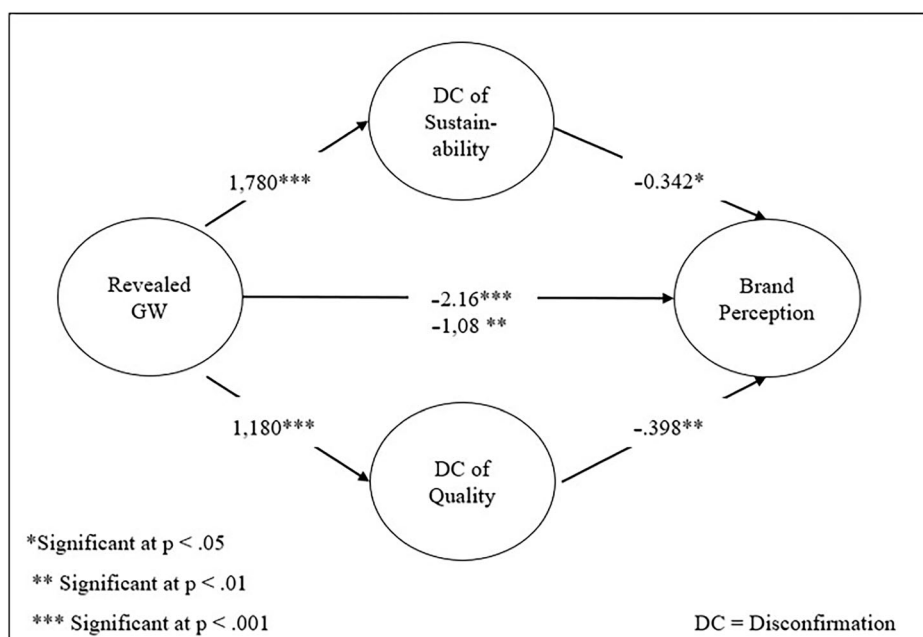 DC of
Sustain-
ability
1,780***
-0.342*
Revealed
GW
-2.16***
-1,08 **
Brand
Perception
1,180***
-.398**
DC of
Quality
*Significant at p < .05
** Significant at p < .01
*** Significant at p < .001
DC = Disconfirmation